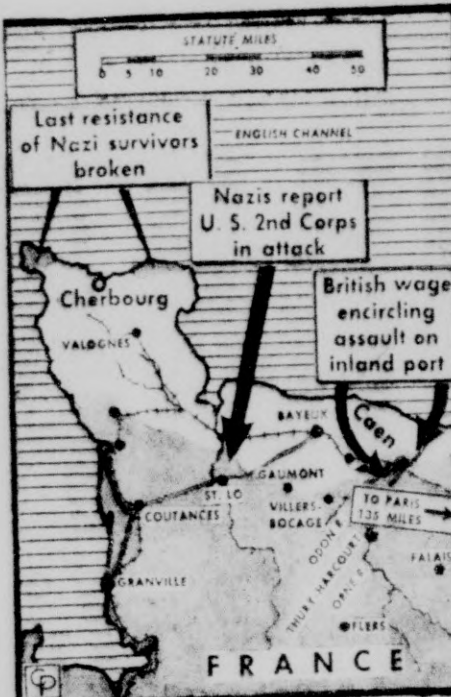 STATUTE MILES
0 5 10 20 30 40 50
Last resistance
of Nazi survivors
broken
ENGLISH CHANNEL
Nazis report
U. S. 2nd Corps
in attack
British wage
encircling
assault on
inland port
Cherbourg
VALOGNES
BAYEUX
Caen
GAUMONT
ST. LO
VILLERS-
BOCAGE
TO PARIS
135 MILES
COUTANCES
ODON R.
THURY HARCOURT
ORNE R.
FALAIS
GRANVILLE
FLERS
FRANCE
CP